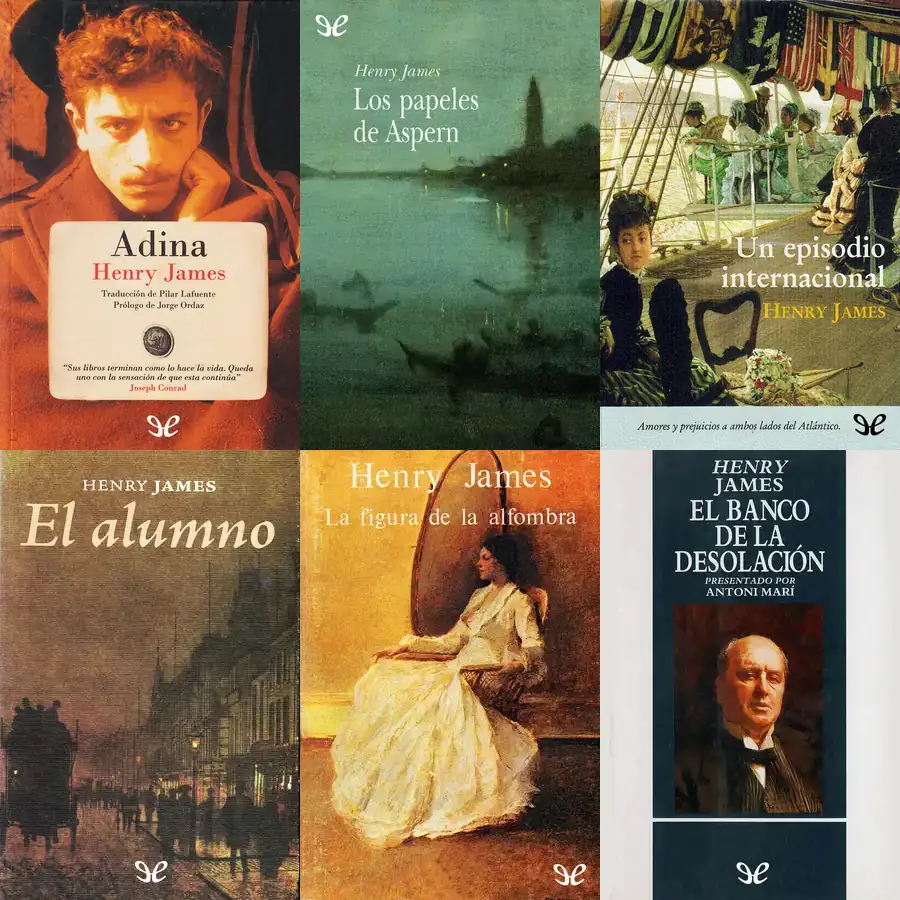 Adina
Henry James
Traducción de Pilar Lafuente
Prólogo de Jorge Ordaz
"Sus libros terminan como lo hace la vida. Queda
uno con la sensación de que esta continúa"
Joseph Conrad
Henry James
Los papeles
de Aspern
Un episodio
internacional
HENRY JAMES
Amores y prejuicios a ambos lados del Atlántico.
HENRY JAMES
El alumno
Henry James
La figura de la alfombra
HENRY
JAMES
EL BANCO
DE LA
DESOLACIÓN
PRESENTADO POR
ANTONI MARÍ